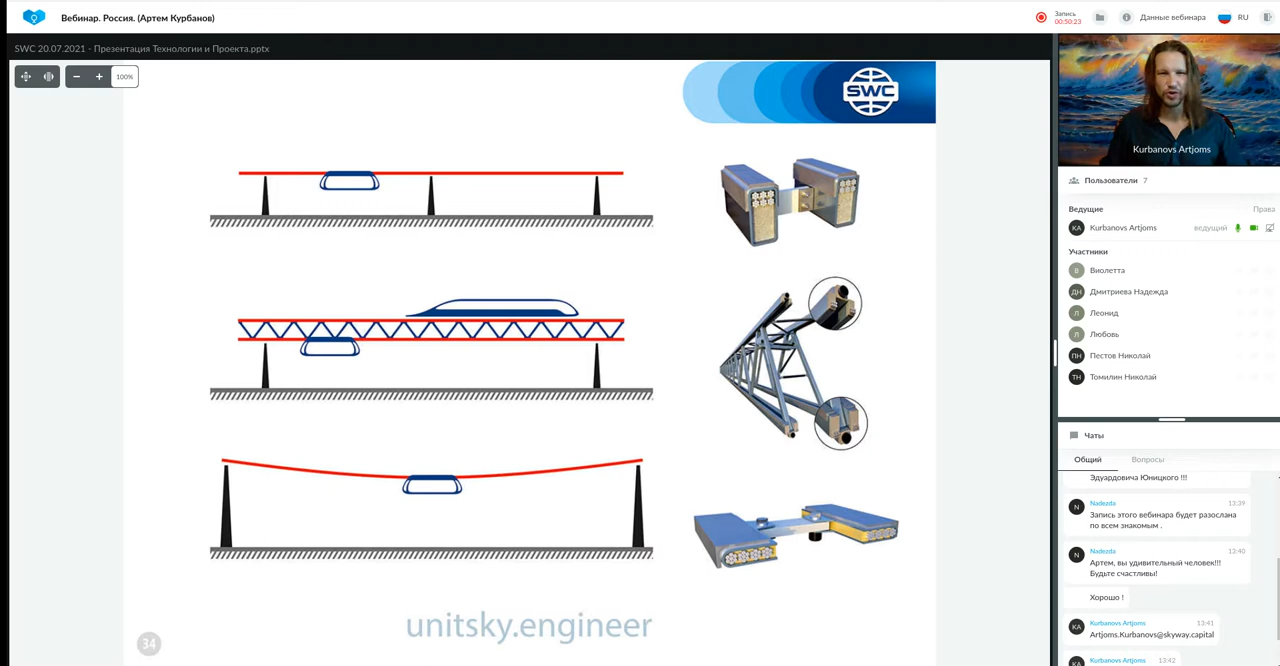 Вебинар. Россия. (Артем Курбанов)
Запись
00:50:23
Данные вебинара
RU
SWC 20.07.2021 - Презентация Технологии и Проекта.pptx
100%
SWC
unitsky.engineer
34
Kurbanovs Artjoms
Пользователи 7
Ведущие
Права
KA
Kurbanovs Artjoms
ведущий
Участники
В
Виолетта
ДН
Дмитриева Надежда
Л
Леонид
Л
Любовь
ПН
Пестов Николай
ТН
Томилин Николай
Чаты
Общий
Вопросы
Эдуардовича Юницкого !!!
N
Nadezda
13:39
Запись этого вебинара будет разослана
по всем знакомым .
N
Nadezda
13:40
Артем, вы удивительный человек!!!
Будьте счастливы!
Хорошо !
KA
Kurbanovs Artjoms
13:41
Artjoms.Kurbanovs@skyway.capital
KA
Kurbanovs Artjoms
13:42